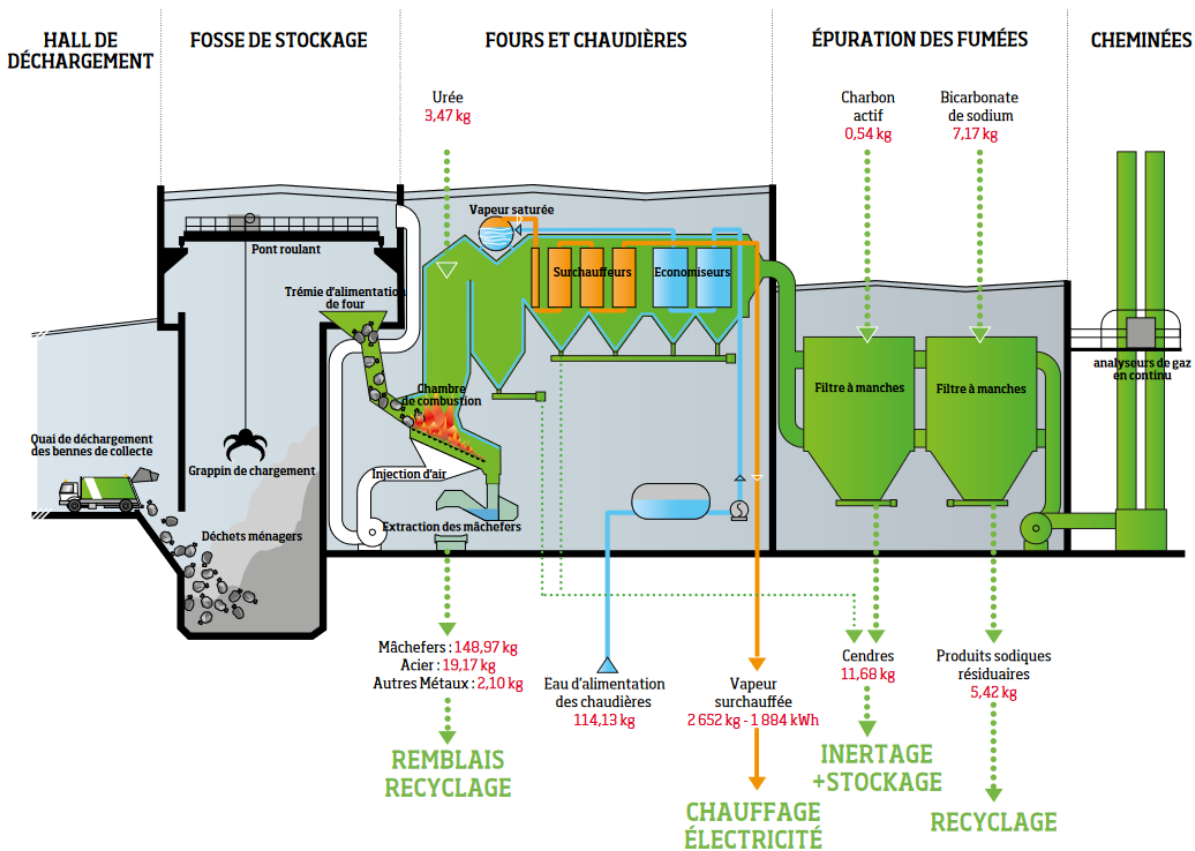 HALL DE
DÉCHARGEMENT
FOSSE DE STOCKAGE
FOURS ET CHAUDIÈRES
ÉPURATION DES FUMÉES
CHEMINÉES
Urée
3,47 kg
Charbon
actif
0,54 kg
Bicarbonate
de sodium
7,17 kg
Vapeur saturée
Pont roulant
Surchauffeurs
Economiseurs
Trémie d'alimentation
de four
analyseurs de gaz
en continu
Chambre
de combustion
Filtre à manches
Filtre à manches
Quai de déchargement
des bennes de collecte
Grappin de chargement
Injection d'air
Extraction des mâchefers
Déchets ménagers
Mâchefers : 148,97 kg
Acier : 19,17 kg
Autres Métaux : 2,10 kg
Eau d'alimentation
des chaudières
114,13 kg
Vapeur
surchauffée
2 652 kg - 1 884 kWh
Cendres
11,68 kg
Produits sodiques
résiduaires
5,42 kg
REMBLAIS
RECYCLAGE
CHAUFFAGE
ÉLECTRICITÉ
INERTAGE
+STOCKAGE
RECYCLAGE